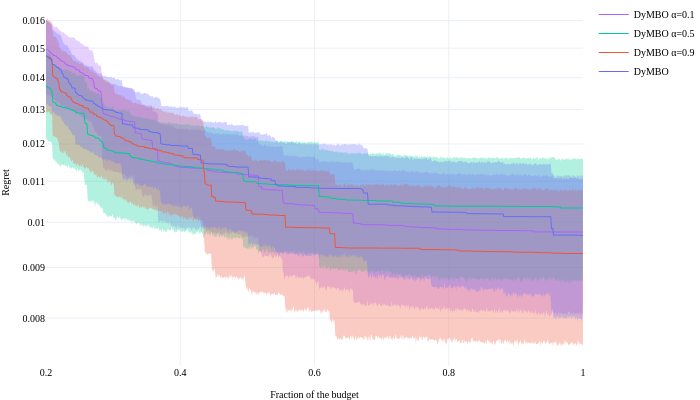 0.016
0.015
0.014
0.013
0.012
0.011
0.01
0.009
0.008
Regret
0.2
0.4
0.6
0.8
1
Fraction of the budget
DyMBO α=0.1
DyMBO α=0.5
DyMBO α=0.9
DyMBO